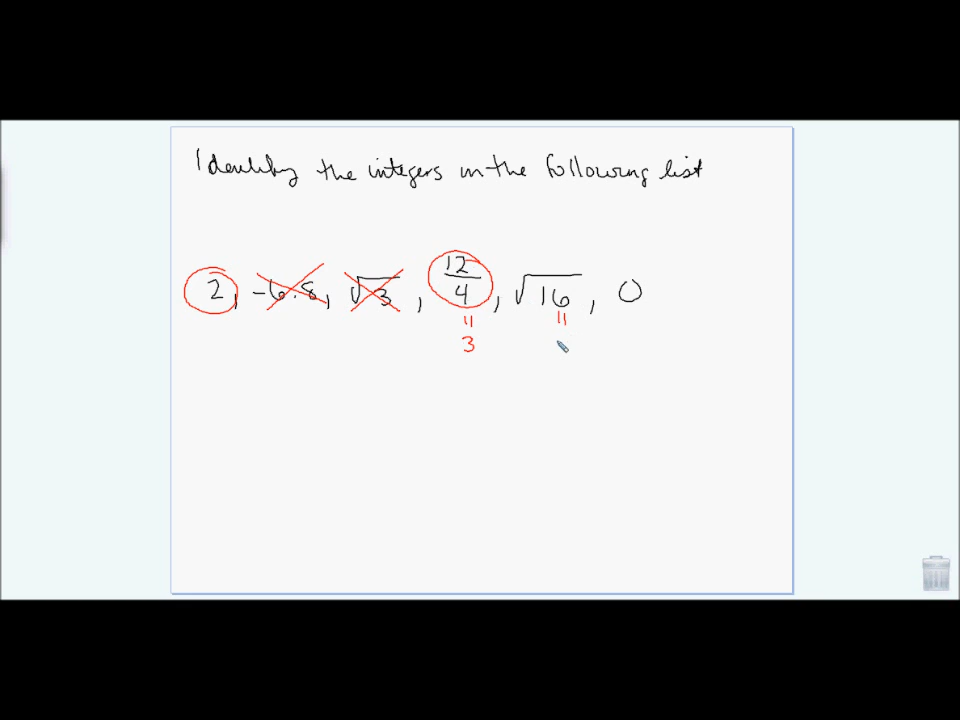 Identify the integers in the following list
2, -6.8, √3, 12/4, √16, 0
= =
3